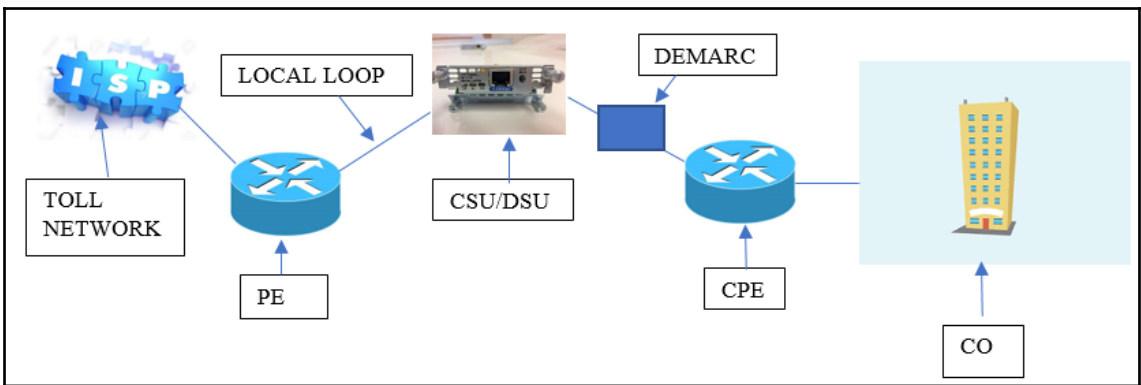 ISP
LOCAL LOOP
DEMARC
TOLL
NETWORK
CSU/DSU
PE
CPE
CO